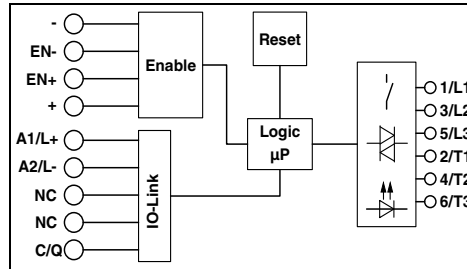 -
EN-
EN+
+
Enable
Reset
A1/L+
A2/L-
NC
NC
C/Q
IO-Link
Logic
µP
1/L1
3/L2
5/L3
2/T1
4/T2
6/T3